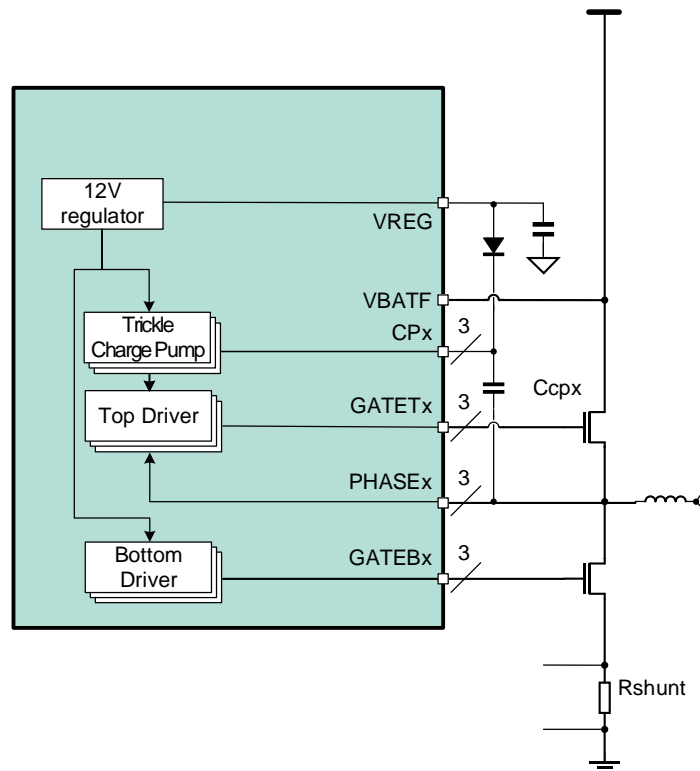 12V
regulator
VREG
VBATF
Trickle
Charge Pump
CPx
3
Ccpx
Top Driver
GATETx
3
PHASEx
3
Bottom
Driver
GATEBx
3
Rshunt